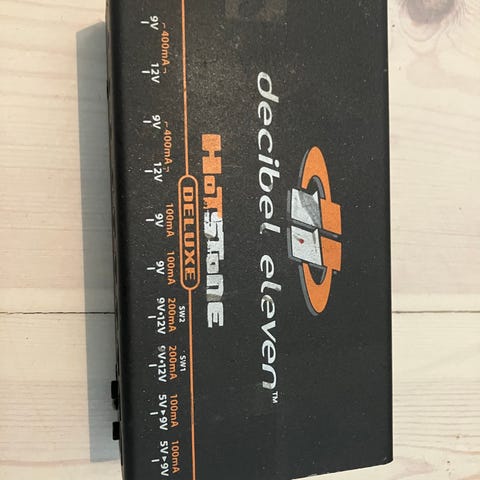 decibel eleven™
HotStone
DELUXE
SW2 SW1
~400mA~ ~400mA~ 100mA 100mA 200mA 200mA 100mA 100mA
9V 12V 9V 12V 9V 9V 9V•12V 9V•12V 5V▸9V 5V▸9V